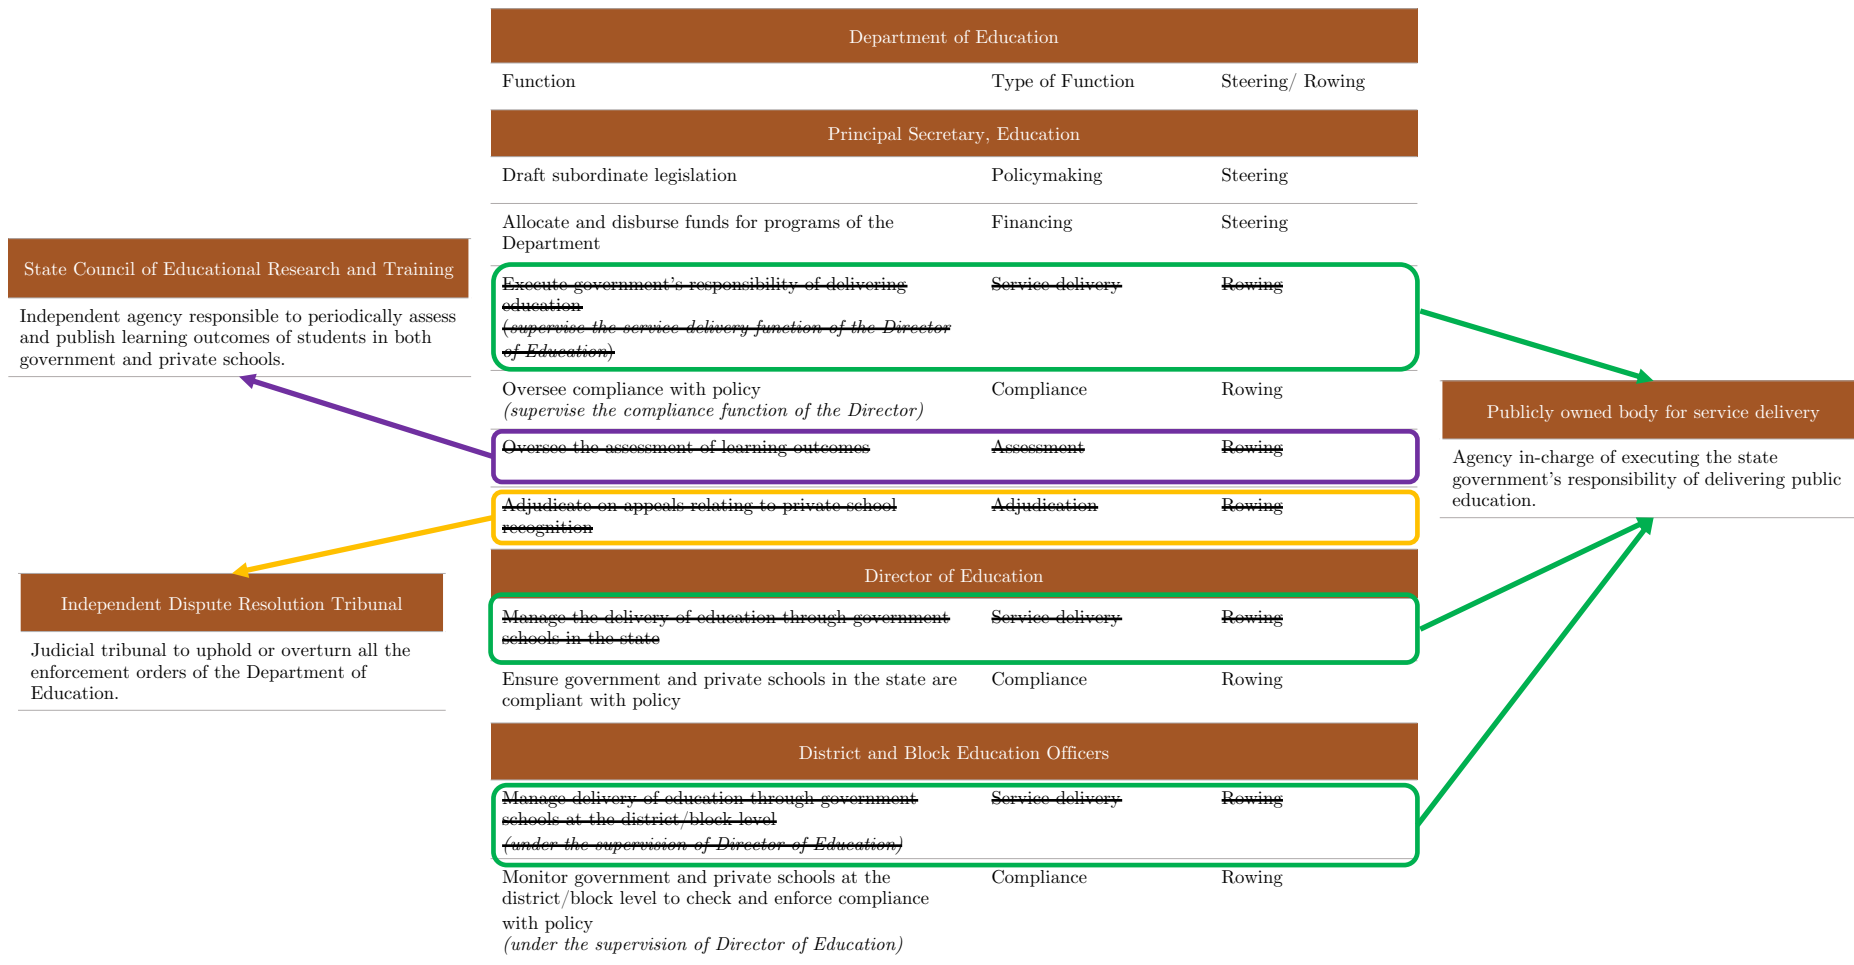 Department of Education
Function Type of Function Steering/ Rowing
Principal Secretary, Education
Draft subordinate legislation Policymaking Steering
Allocate and disburse funds for programs of the Financing Steering
Department
Execute government's responsibility of delivering Service delivery Rowing
education
(supervise the service delivery function of the Director
of Education)
Oversee compliance with policy Compliance Rowing
(supervise the compliance function of the Director)
Oversee the assessment of learning outcomes Assessment Rowing
Adjudicate on appeals relating to private school Adjudication Rowing
recognition
Director of Education
Manage the delivery of education through government Service delivery Rowing
schools in the state
Ensure government and private schools in the state are Compliance Rowing
compliant with policy
District and Block Education Officers
Manage delivery of education through government Service delivery Rowing
schools at the district/block level
(under the supervision of Director of Education)
Monitor government and private schools at the Compliance Rowing
district/block level to check and enforce compliance
with policy
(under the supervision of Director of Education)
State Council of Educational Research and Training
Independent agency responsible to periodically assess
and publish learning outcomes of students in both
government and private schools.
Independent Dispute Resolution Tribunal
Judicial tribunal to uphold or overturn all the
enforcement orders of the Department of
Education.
Publicly owned body for service delivery
Agency in-charge of executing the state
government's responsibility of delivering public
education.